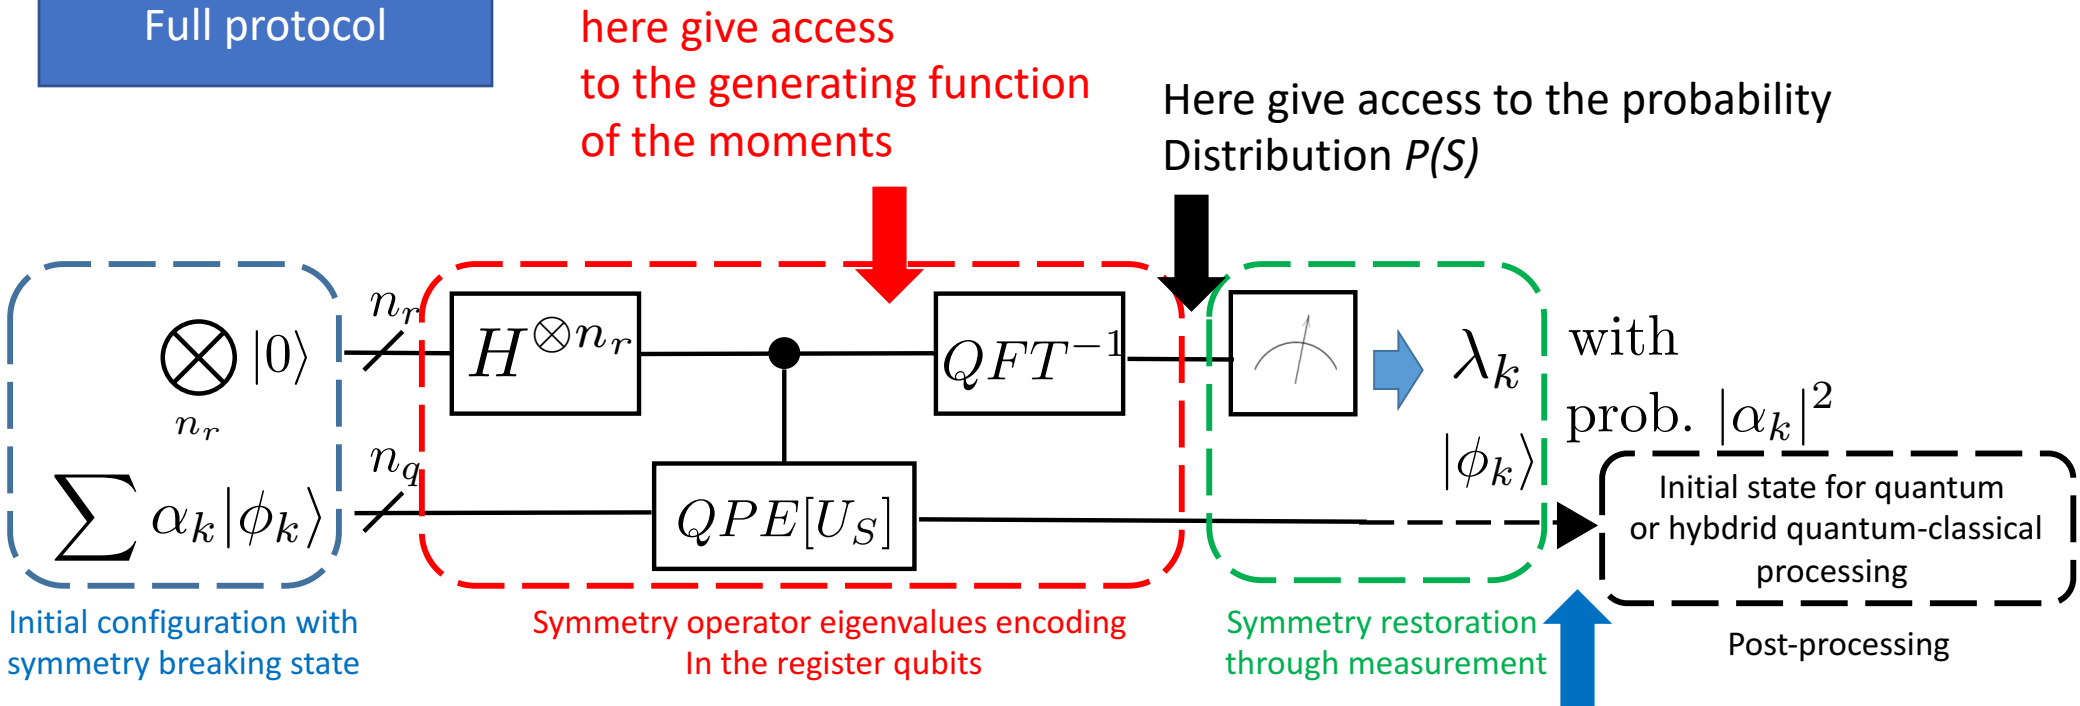 Full protocol
here give access
to the generating function
of the moments
Here give access to the probability
Distribution P(S)
n_r
⨂ |0⟩
n_r
H^{⊗n_r}
QFT^{-1}
λ_k
with
prob. |α_k|^2
n_q
∑ α_k|ϕ_k⟩
QPE[U_S]
|ϕ_k⟩
Initial state for quantum
or hybdrid quantum-classical
processing
Initial configuration with
symmetry breaking state
Symmetry operator eigenvalues encoding
In the register qubits
Symmetry restoration
through measurement
Post-processing